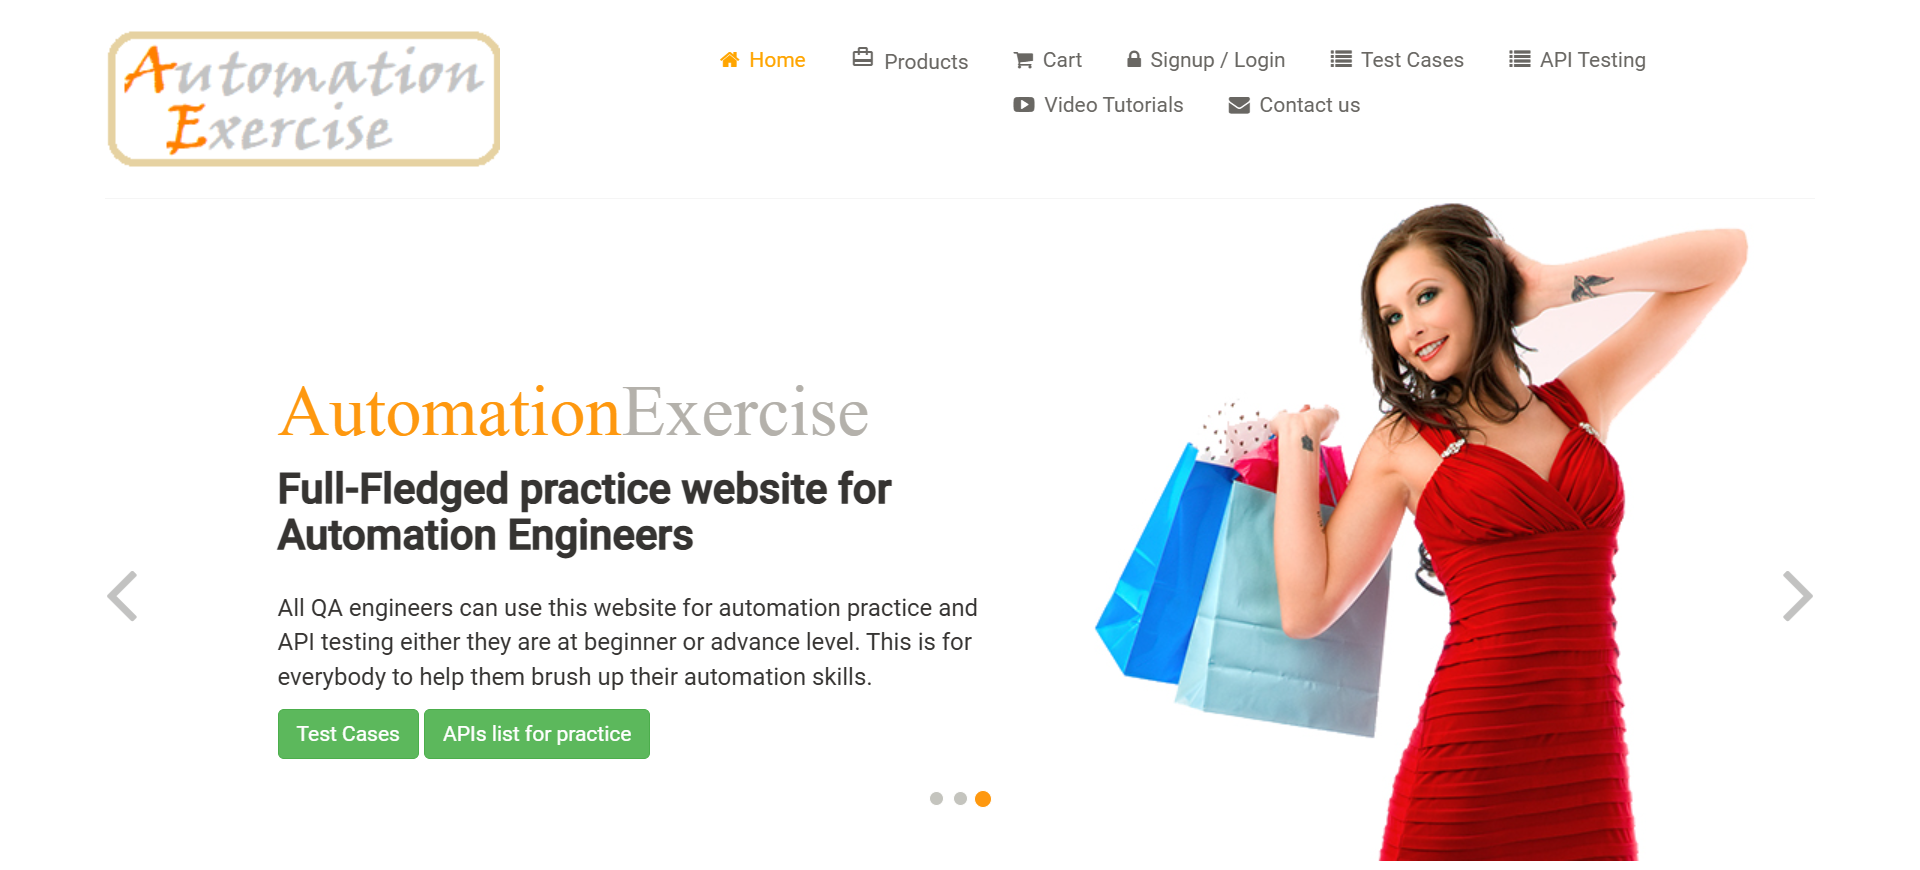 Automation
Exercise
Home
Products
Cart
Signup / Login
Test Cases
API Testing
Video Tutorials
Contact us
AutomationExercise
Full-Fledged practice website for
Automation Engineers
All QA engineers can use this website for automation practice and
API testing either they are at beginner or advance level. This is for
everybody to help them brush up their automation skills.
Test Cases
APIs list for practice